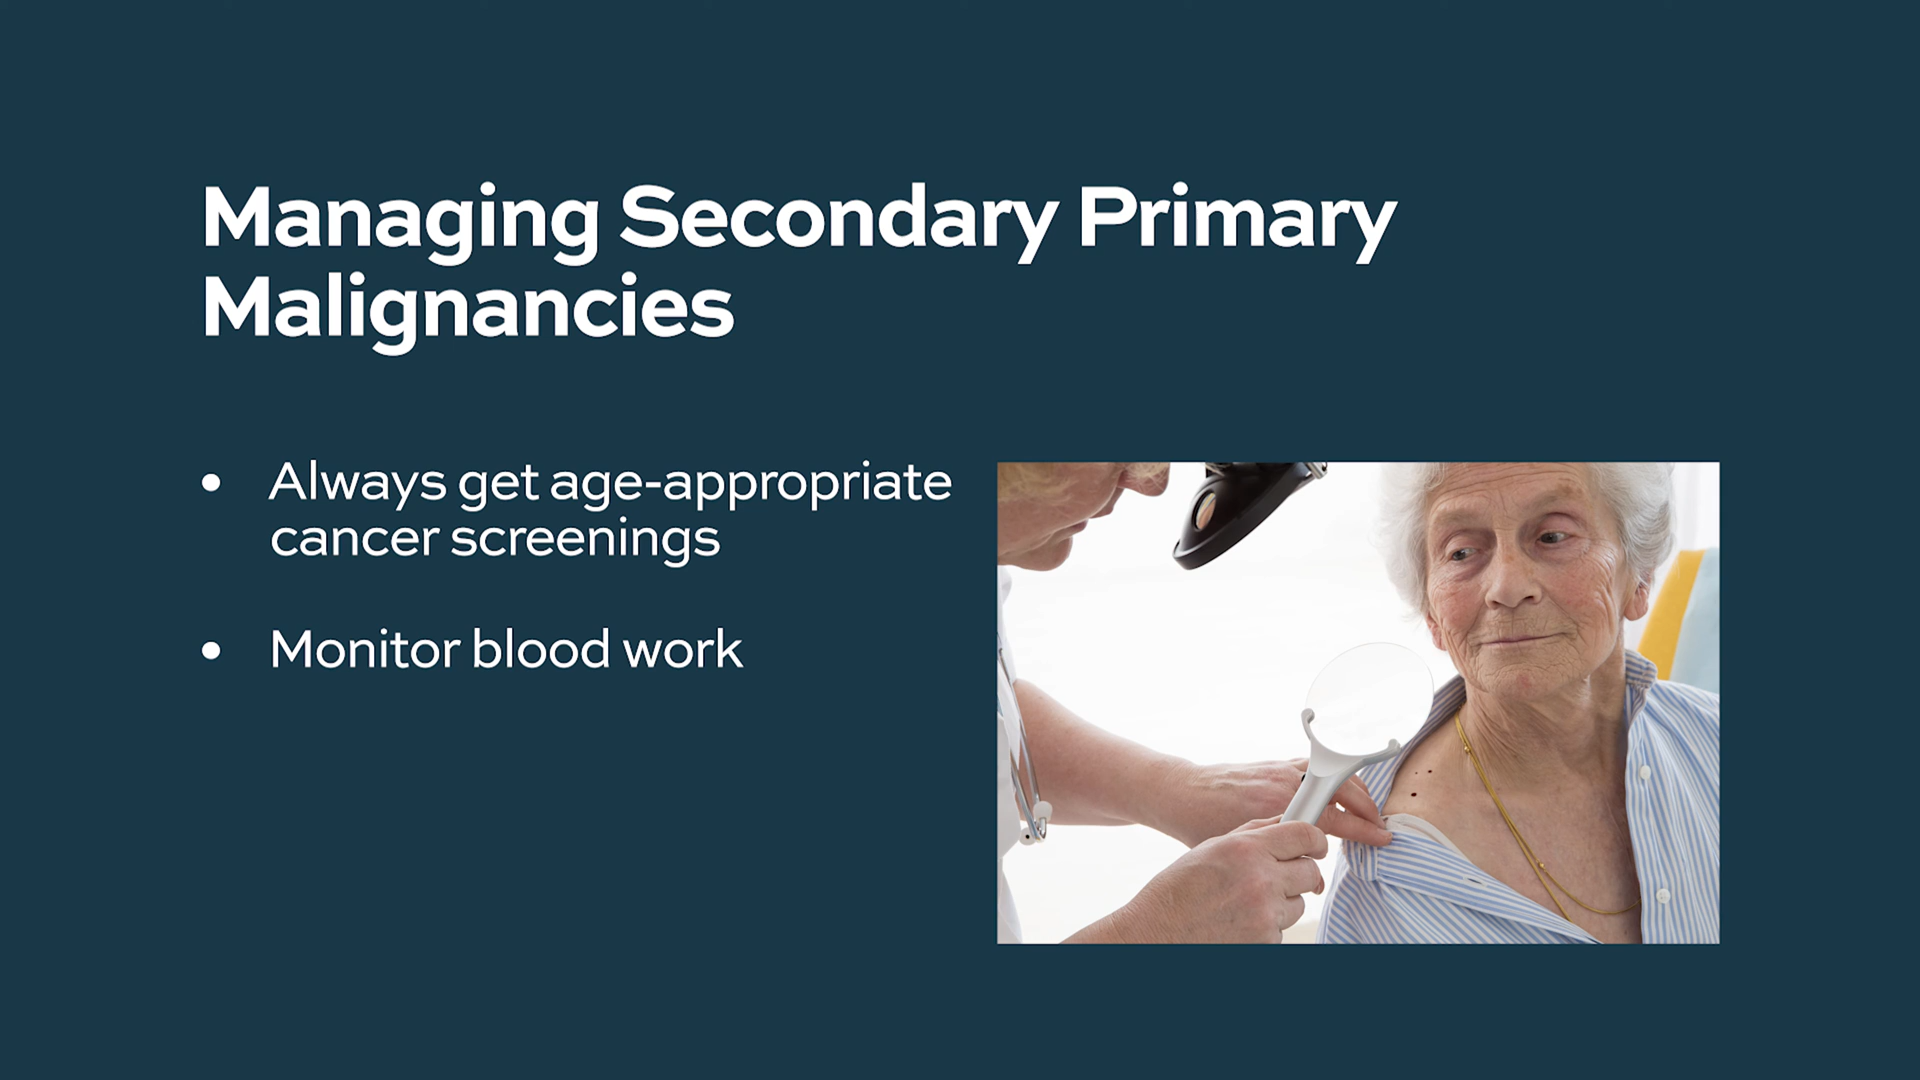 Managing Secondary Primary
Malignancies
• Always get age-appropriate
cancer screenings
• Monitor blood work